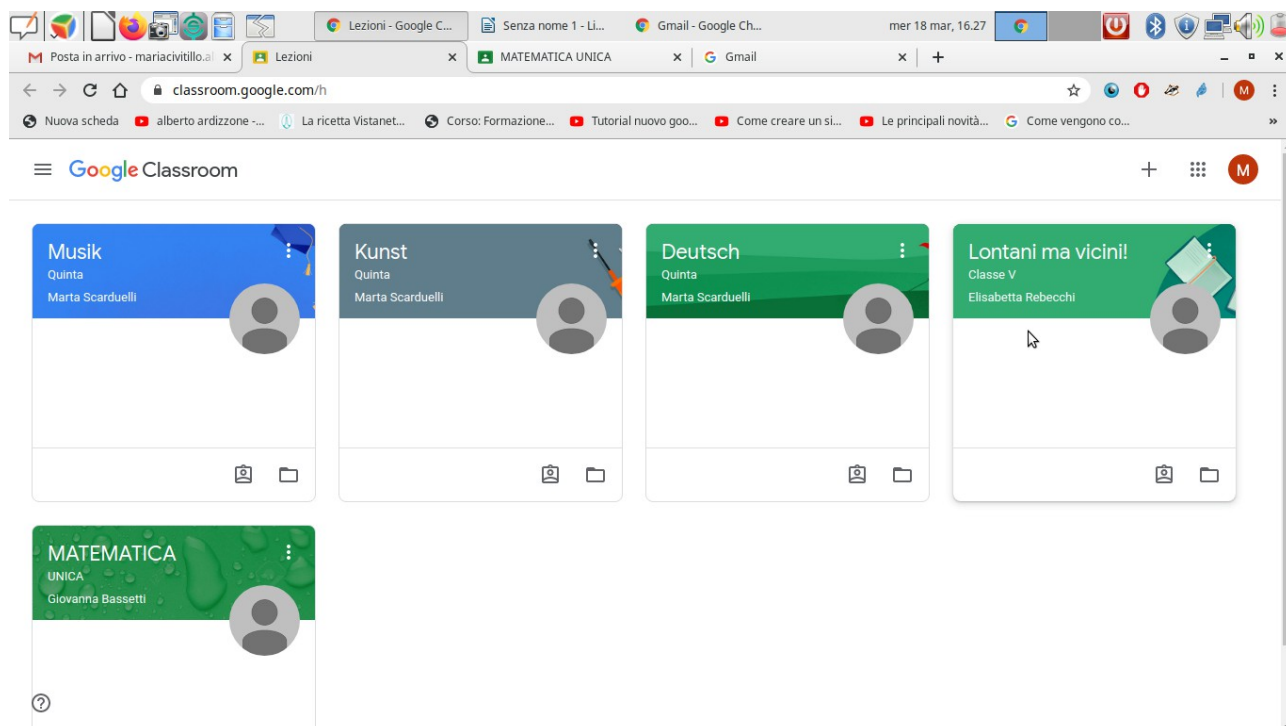 Lezioni - Google C...
Senza nome 1 - Li...
Gmail - Google Ch...
mer 18 mar, 16.27
Posta in arrivo - mariacivitillo.al
Lezioni
MATEMATICA UNICA
Gmail
classroom.google.com/h
M
Nuova scheda
alberto ardizzone -...
La ricetta Vistanet...
Corso: Formazione...
Tutorial nuovo goo...
Come creare un si...
Le principali novità...
Come vengono co...
Google Classroom
M
Musik
Quinta
Marta Scarduelli
Kunst
Quinta
Marta Scarduelli
Deutsch
Quinta
Marta Scarduelli
Lontani ma vicini!
Classe V
Elisabetta Rebecchi
MATEMATICA
UNICA
Giovanna Bassetti